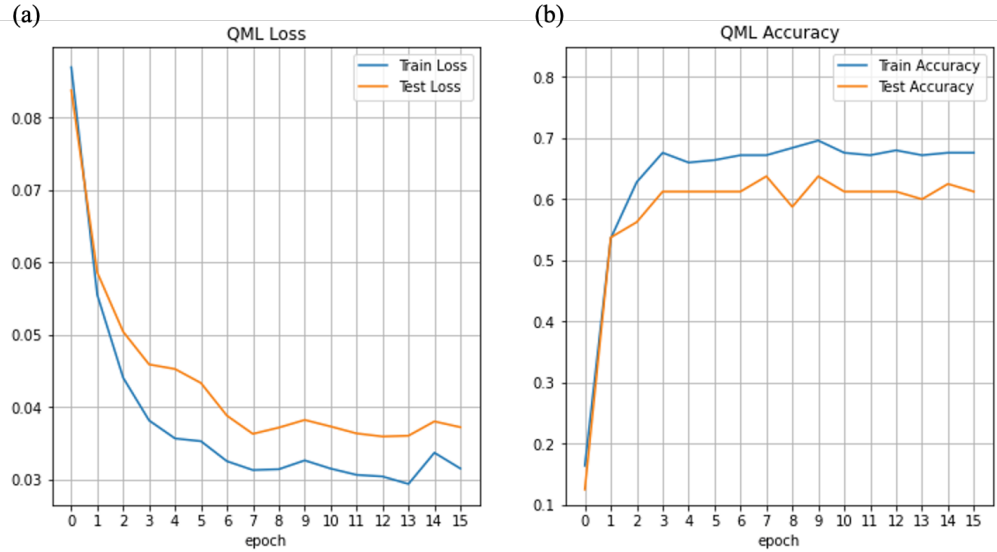 (a)
QML Loss
Train Loss
Test Loss
0.08
0.07
0.06
0.05
0.04
0.03
0 1 2 3 4 5 6 7 8 9 10 11 12 13 14 15
epoch
(b)
QML Accuracy
Train Accuracy
Test Accuracy
0.8
0.7
0.6
0.5
0.4
0.3
0.2
0.1
0 1 2 3 4 5 6 7 8 9 10 11 12 13 14 15
epoch